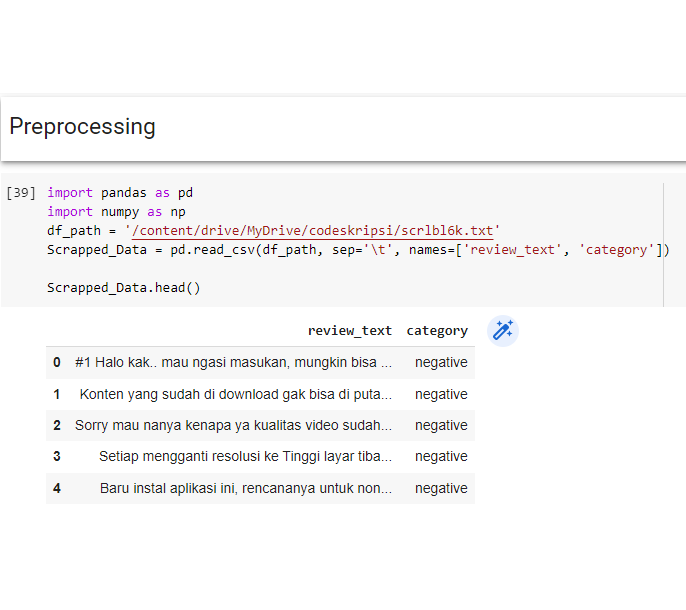 Preprocessing
[39] import pandas as pd
import numpy as np
df_path = '/content/drive/MyDrive/codeskripsi/scrlbl6k.txt'
Scrapped_Data = pd.read_csv(df_path, sep='\t', names=['review_text', 'category'])
Scrapped_Data.head()
review_text category
0 #1 Halo kak.. mau ngasi masukan, mungkin bisa ... negative
1 Konten yang sudah di download gak bisa di puta... negative
2 Sorry mau nanya kenapa ya kualitas video sudah... negative
3 Setiap mengganti resolusi ke Tinggi layar tiba... negative
4 Baru instal aplikasi ini, rencananya untuk non... negative